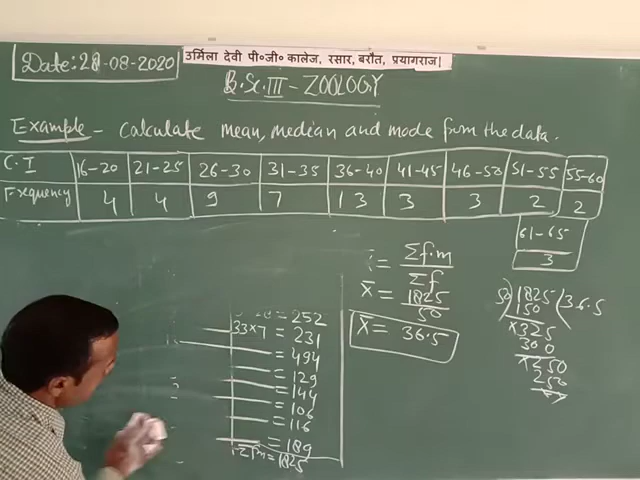 Date:28-08-2020
उर्मिला देवी पी०जी० कालेज, रसार, बरौत, प्रयागराज।
B.Sc.III - ZOOLOGY
Example - Calculate mean, median and mode from the data.
C.I 16-20 21-25 26-30 31-35 36-40 41-45 46-50 51-55 55-60
Frequency 4 4 9 7 13 3 3 2 2
61-65
3
= Σf.m
Σf
X̄ = 1825
50
X̄ = 36.5
50) 1825 (36.5
150
x325
300
x250
250
= 252
33×7 = 231
= 494
= 129
= 144
= 106
= 116
= 189
= 1825